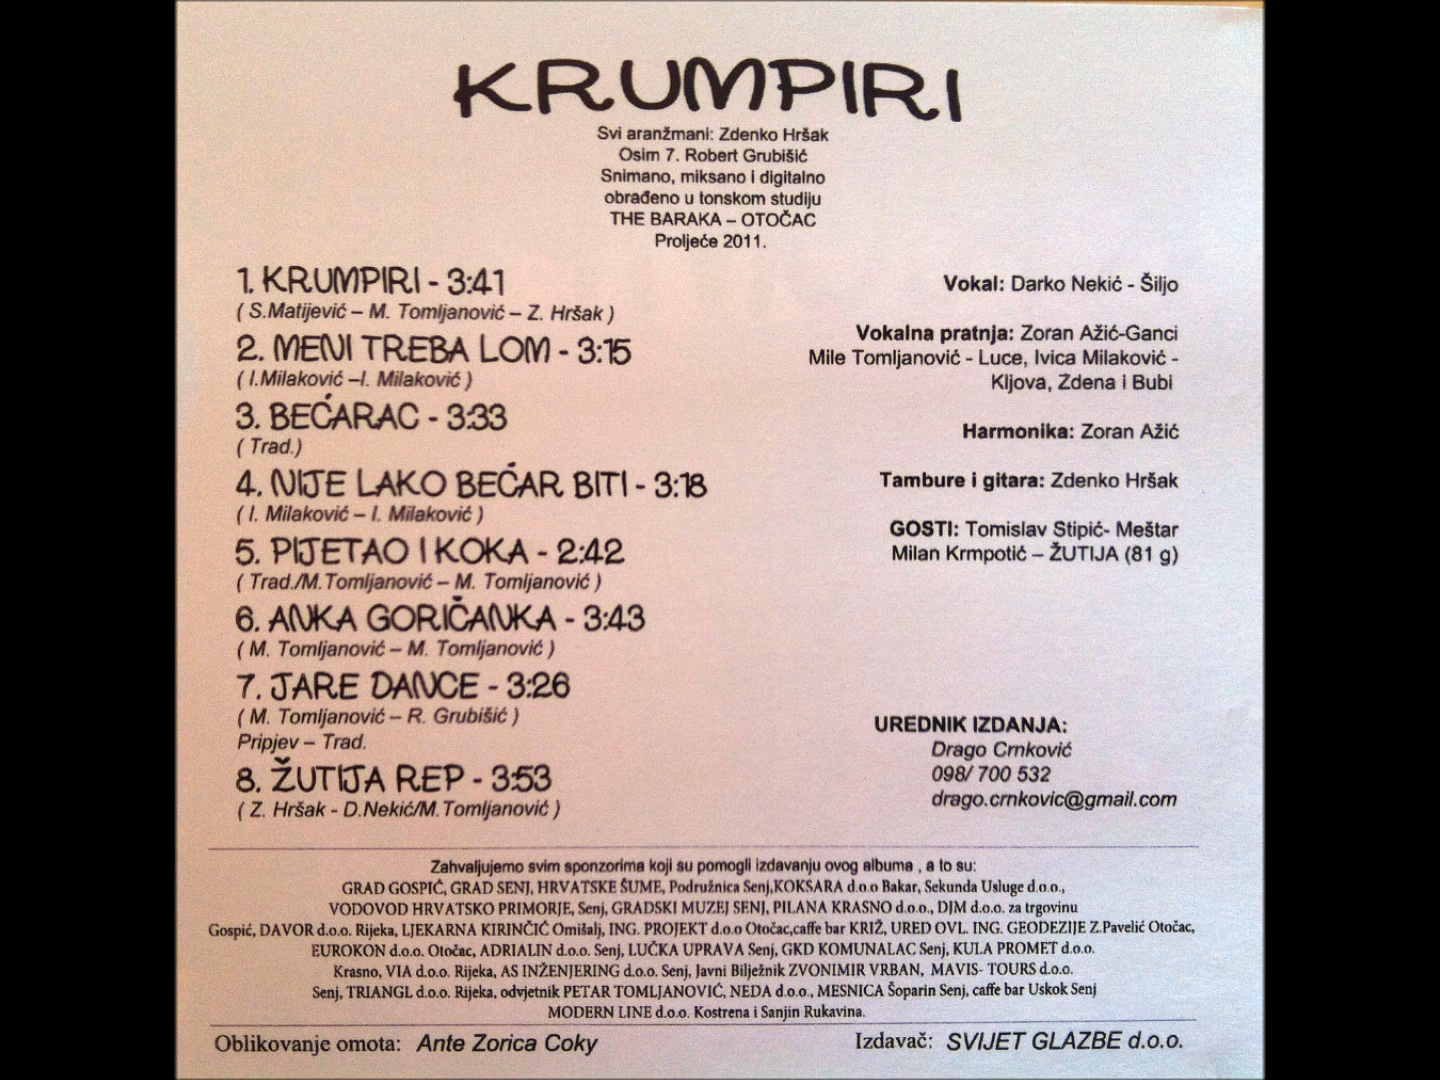 KRUMPIRI
Svi aranžmani: Zdenko Hršak
Osim 7. Robert Grubišić
Snimano, miksano i digitalno
obrađeno u tonskom studiju
THE BARAKA – OTOČAC
Proljeće 2011.
1. KRUMPIRI - 3:41
( S.Matijević – M. Tomljanović – Z. Hršak )
2. MENI TREBA LOM - 3:15
( I.Milaković –I. Milaković )
3. BEĆARAC - 3:33
( Trad.)
4. NIJE LAKO BEĆAR BITI - 3:18
( I. Milaković – I. Milaković )
5. PIJETAO I KOKA - 2:42
( Trad./M.Tomljanović – M. Tomljanović )
6. ANKA GORIČANKA - 3:43
( M. Tomljanović – M. Tomljanović )
7. JARE DANCE - 3:26
( M. Tomljanović – R. Grubišić )
Pripjev – Trad.
8. ŽUTIJA REP - 3:53
( Z. Hršak - D.Nekić/M.Tomljanović )
Vokal: Darko Nekić - Šiljo
Vokalna pratnja: Zoran Ažić-Ganci
Mile Tomljanović - Luce, Ivica Milaković -
Kljova, Zdena i Bubi
Harmonika: Zoran Ažić
Tambure i gitara: Zdenko Hršak
GOSTI: Tomislav Stipić- Meštar
Milan Krmpotić – ŽUTIJA (81 g)
UREDNIK IZDANJA:
Drago Crnković
098/ 700 532
drago.crnkovic@gmail.com
Zahvaljujemo svim sponzorima koji su pomogli izdavanju ovog albuma , a to su:
GRAD GOSPIĆ, GRAD SENJ, HRVATSKE ŠUME, Podružnica Senj,KOKSARA d.o.o Bakar, Sekunda Usluge d.o.o.,
VODOVOD HRVATSKO PRIMORJE, Senj, GRADSKI MUZEJ SENJ, PILANA KRASNO d.o.o., DJM d.o.o. za trgovinu
Gospić, DAVOR d.o.o. Rijeka, LJEKARNA KIRINČIĆ Omišalj, ING. PROJEKT d.o.o Otočac,caffe bar KRIŽ, URED OVL. ING. GEODEZIJE Z.Pavelić Otočac,
EUROKON d.o.o. Otočac, ADRIALIN d.o.o. Senj, LUČKA UPRAVA Senj, GKD KOMUNALAC Senj, KULA PROMET d.o.o.
Krasno, VIA d.o.o. Rijeka, AS INŽENJERING d.o.o. Senj, Javni Bilježnik ZVONIMIR VRBAN, MAVIS- TOURS d.o.o.
Senj, TRIANGL d.o.o. Rijeka, odvjetnik PETAR TOMLJANOVIĆ, NEDA d.o.o., MESNICA Šoparin Senj, caffe bar Uskok Senj
MODERN LINE d.o.o. Kostrena i Sanjin Rukavina.
Oblikovanje omota: Ante Zorica Coky
Izdavač: SVIJET GLAZBE d.o.o.